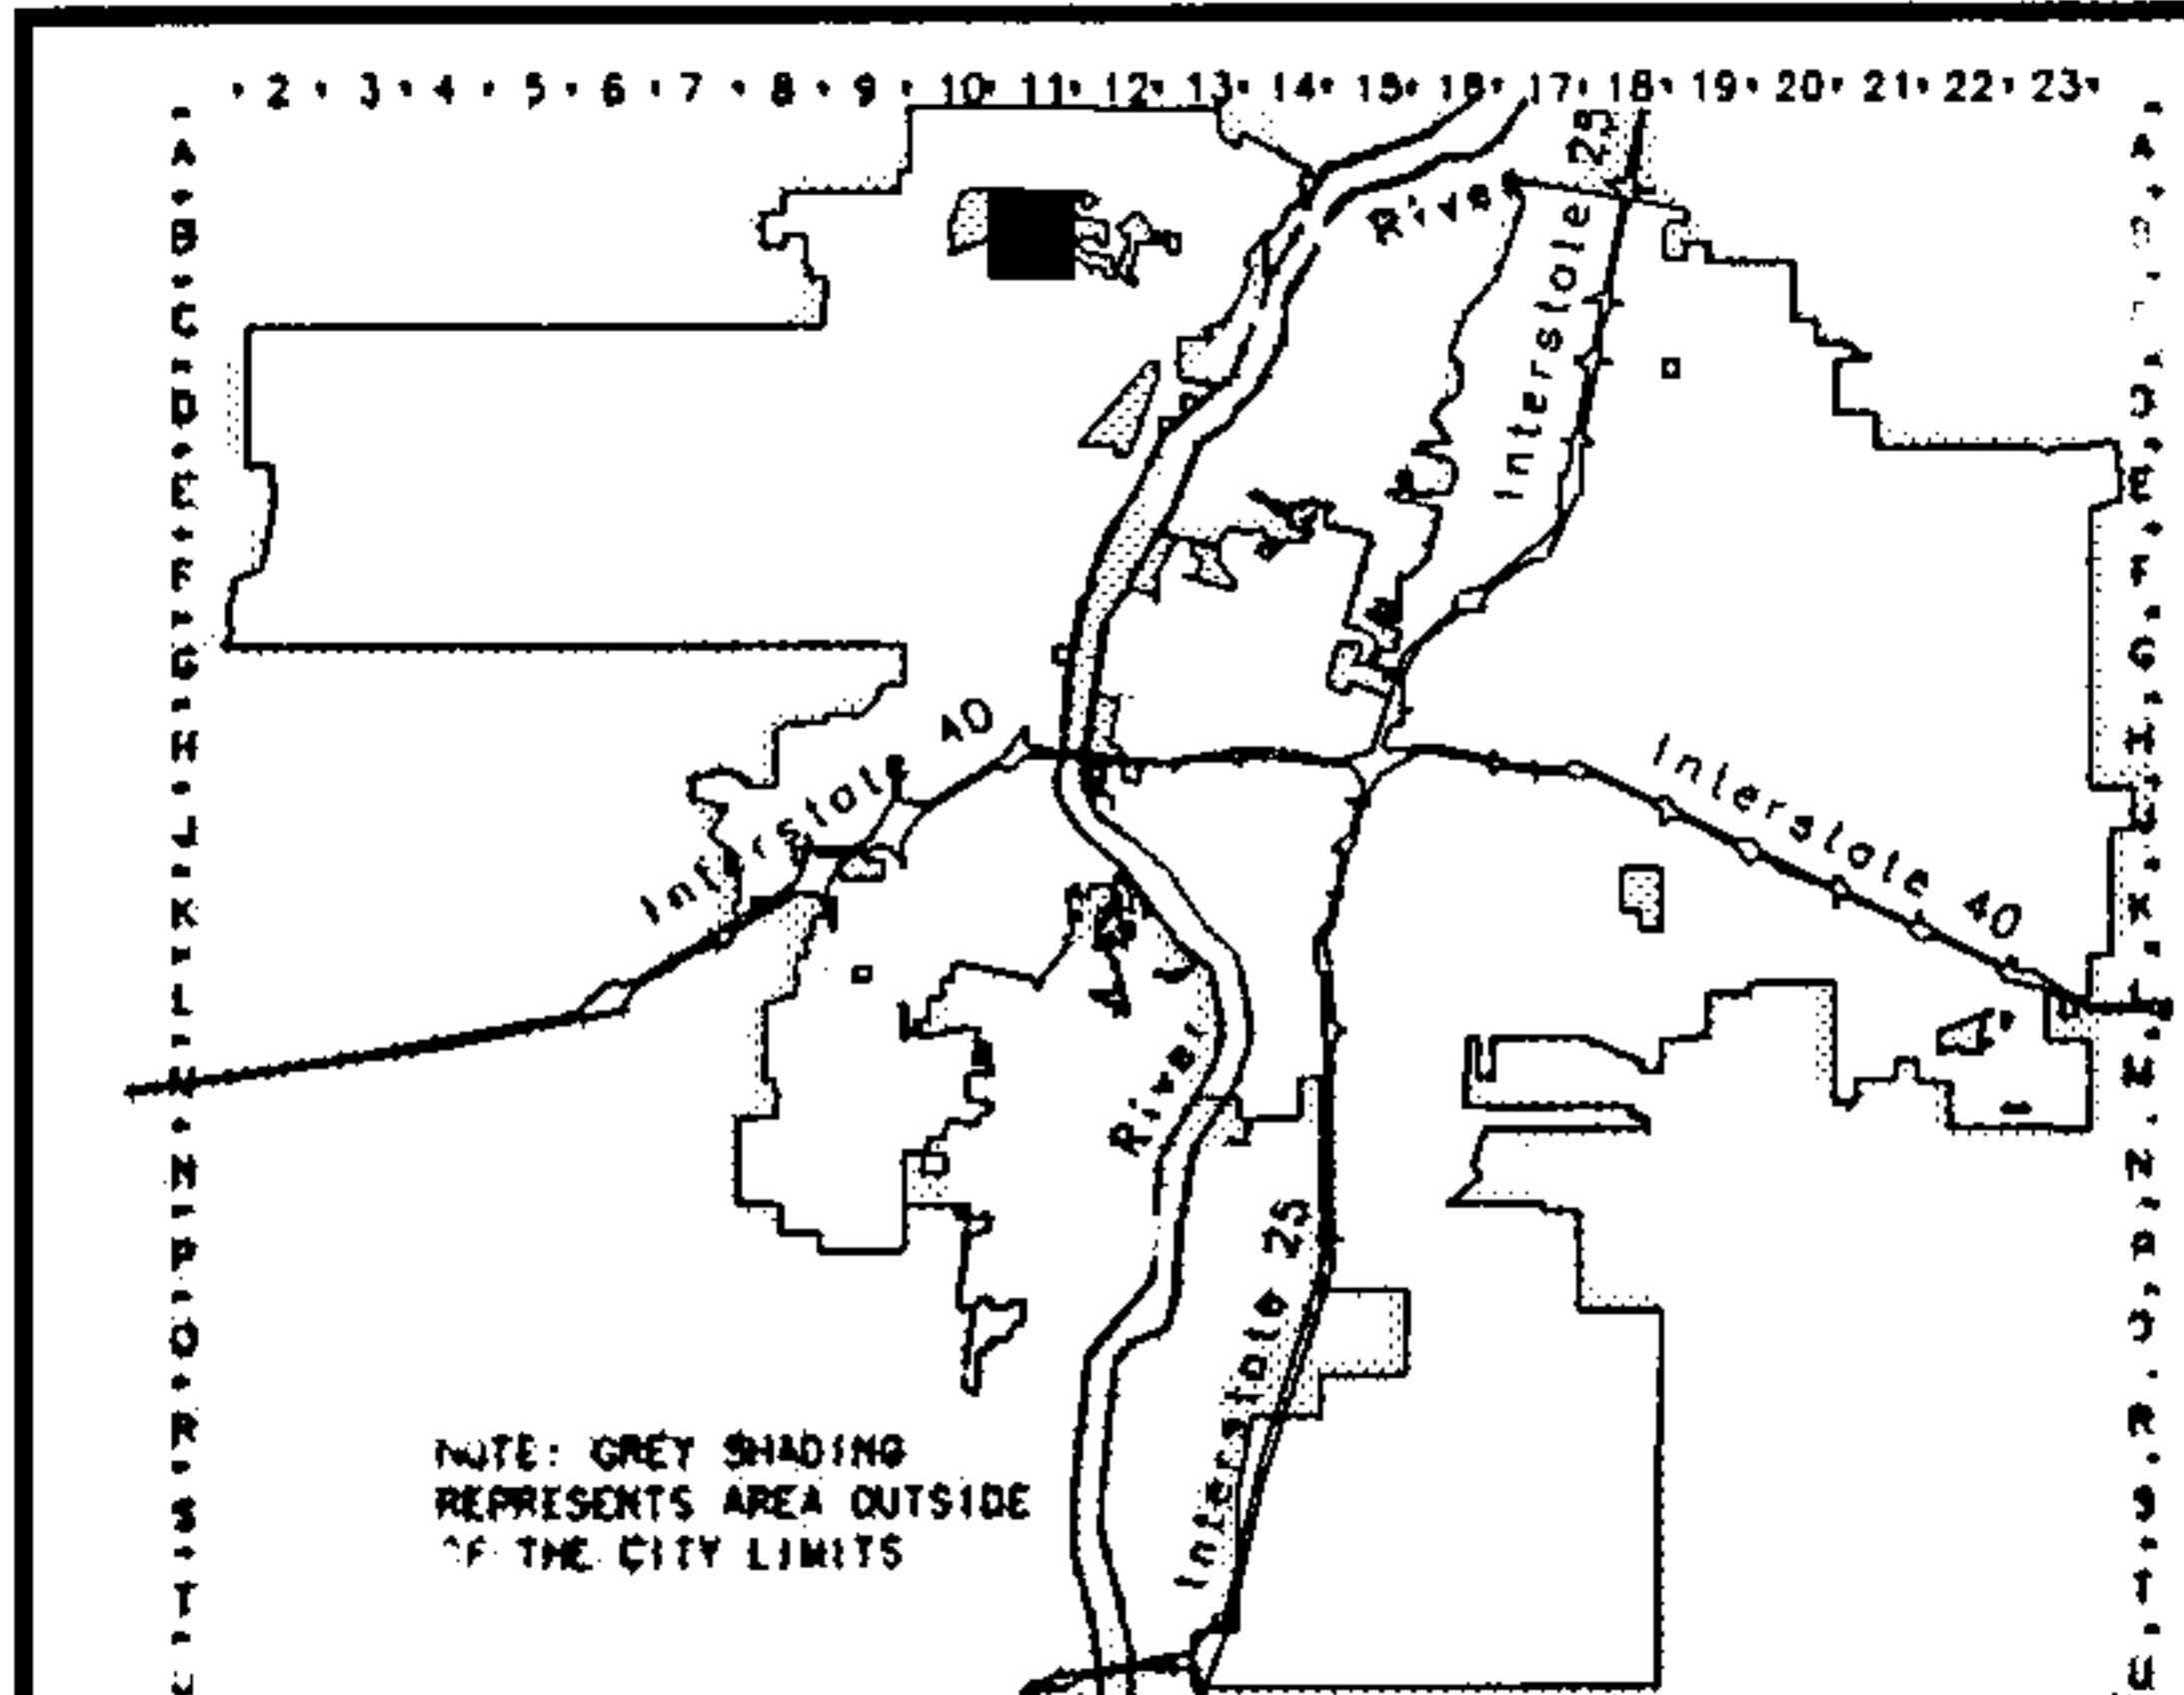 2 3 4 5 6 7 8 9 10 11 12 13 14 15 16 17 18 19 20 21 22 23
A A
B
C
D D
E E
F F
G G
H H
J J
K K
L L
M M
N N
P P
Q Q
R R
S S
T T
U U
River
Interstate 25
Interstate 40
Interstate 40
River
Interstate 25
NOTE: GREY SHADING
REPRESENTS AREA OUTSIDE
OF THE CITY LIMITS